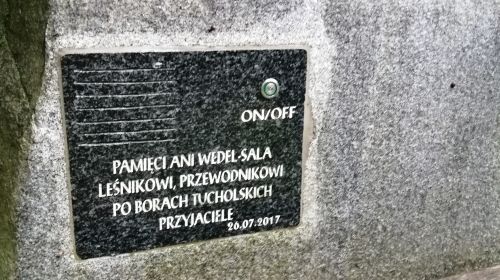 ON/OFF
PAMIĘCI ANI WEDEL-SALA
LEŚNIKOWI, PRZEWODNIKOWI
PO BORACH TUCHOLSKICH
PRZYJACIELE
26.07.2017